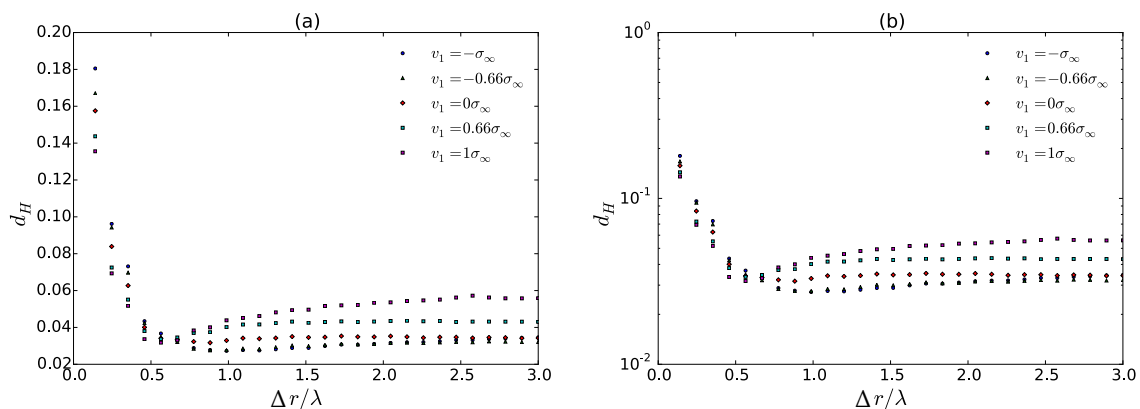 (a)
0.20
0.18
0.16
0.14
0.12
0.10
0.08
0.06
0.04
0.02
0.0 0.5 1.0 1.5 2.0 2.5 3.0
Δ r/λ
d_H
v_1 =−σ_∞
v_1 =−0.66σ_∞
v_1 =0σ_∞
v_1 =0.66σ_∞
v_1 =1σ_∞
(b)
10^0
10^-1
10^-2
0.0 0.5 1.0 1.5 2.0 2.5 3.0
Δ r/λ
d_H
v_1 =−σ_∞
v_1 =−0.66σ_∞
v_1 =0σ_∞
v_1 =0.66σ_∞
v_1 =1σ_∞